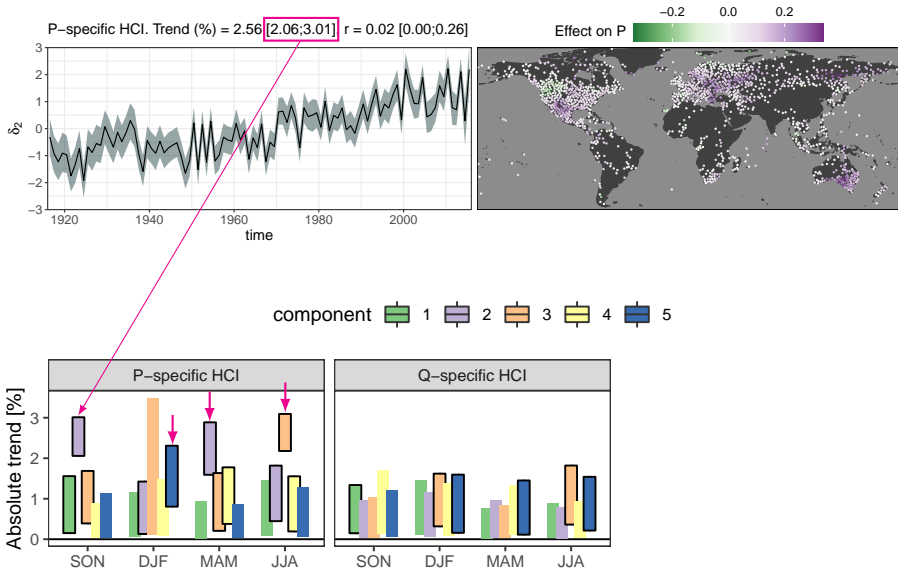 P−specific HCI. Trend (%) = 2.56 [2.06;3.01], r = 0.02 [0.00;0.26]
Effect on P
−0.2 0.0 0.2
3
2
1
0
−1
−2
−3
δ2
1920 1940 1960 1980 2000
time
component 1 2 3 4 5
P−specific HCI
Q−specific HCI
Absolute trend [%]
3
2
1
0
SON DJF MAM JJA
SON DJF MAM JJA